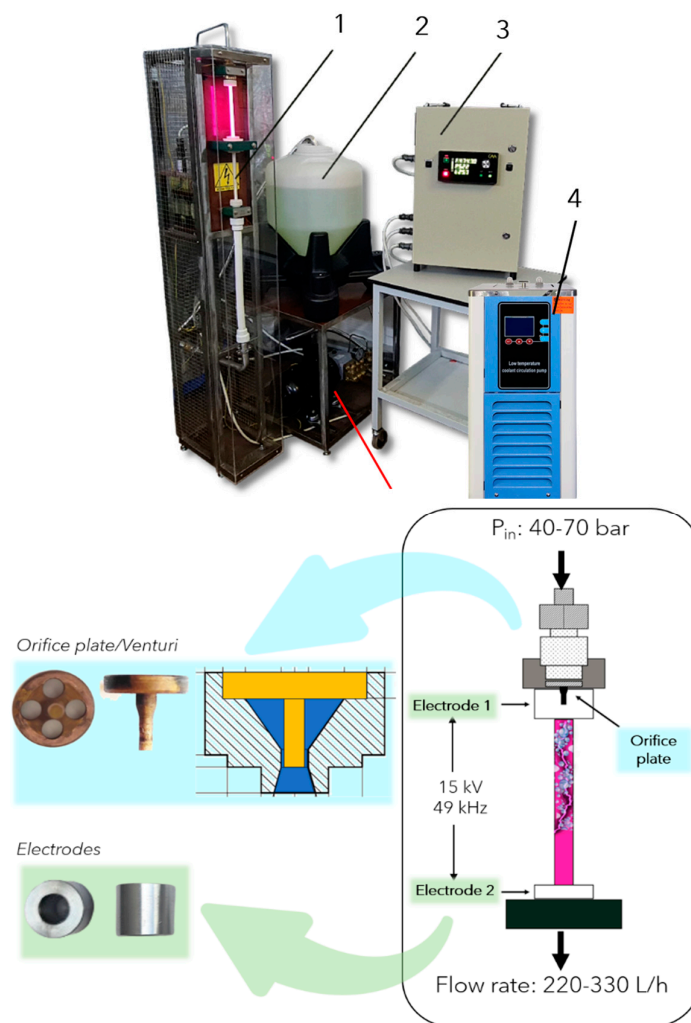 1
2
3
4
Low temperature
coolant circulation pump
P_in: 40-70 bar
Orifice plate/Venturi
Electrode 1
Orifice
plate
15 kV
49 kHz
Electrodes
Electrode 2
Flow rate: 220-330 L/h